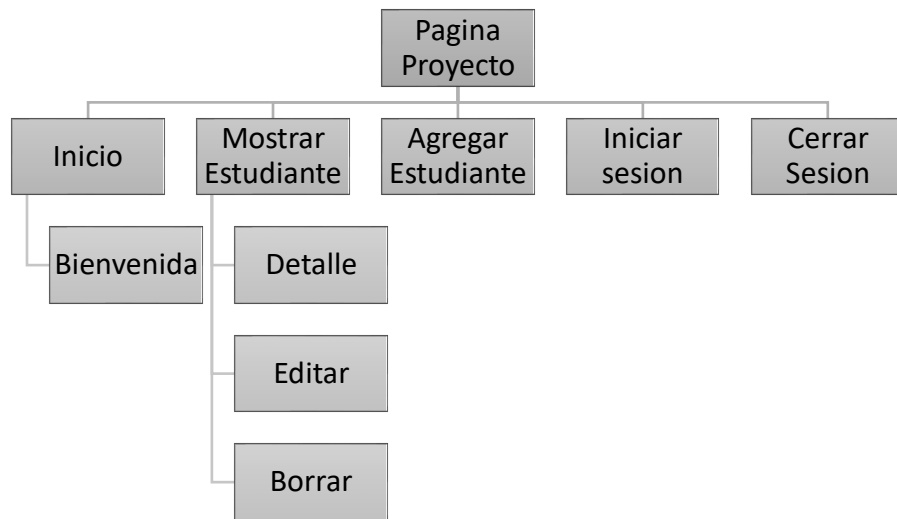 Pagina
Proyecto
Inicio
Mostrar
Estudiante
Agregar
Estudiante
Iniciar
sesion
Cerrar
Sesion
Bienvenida
Detalle
Editar
Borrar